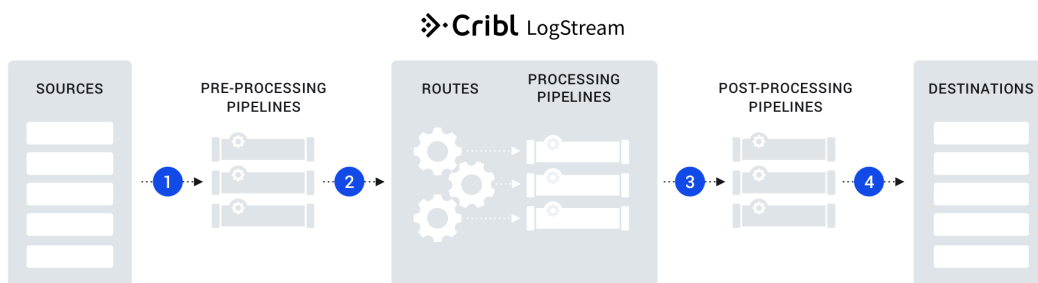 Cribl LogStream
SOURCES
PRE-PROCESSING
PIPELINES
ROUTES
PROCESSING
PIPELINES
POST-PROCESSING
PIPELINES
DESTINATIONS
1
2
3
4